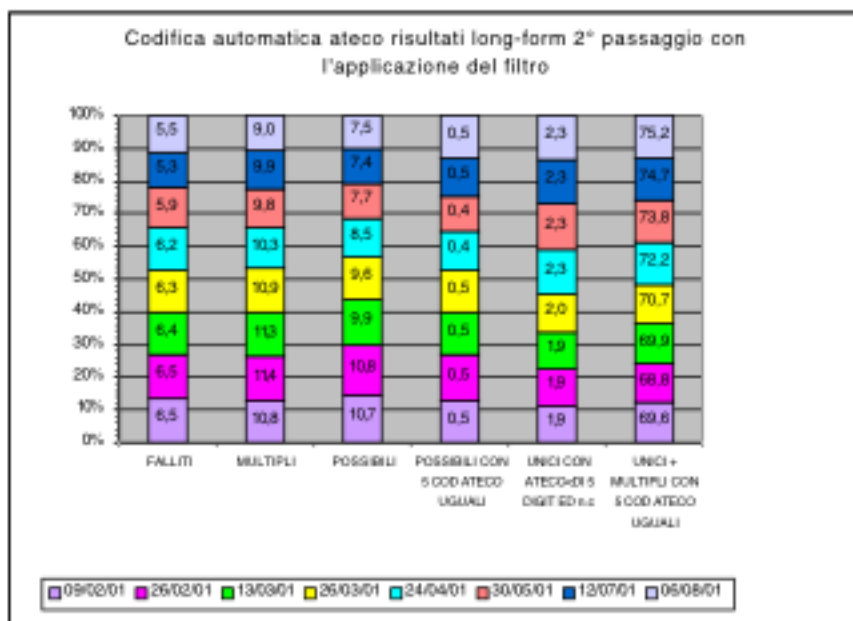 Codifica automatica ateco risultati long-form 2° passaggio con
l'applicazione del filtro
100%
90%
80%
70%
60%
50%
40%
30%
20%
10%
0%
5,5 9,0 7,5 0,5 2,3 75,2
5,3 9,9 7,4 0,5 2,3 74,7
5,9 9,8 7,7 0,4 2,3 73,8
6,2 10,3 8,5 0,4 2,3 72,2
6,3 10,9 9,6 0,5 2,0 70,7
6,4 11,3 9,9 0,5 1,9 69,9
6,5 11,4 10,8 0,5 1,9 68,8
6,5 10,8 10,7 0,5 1,9 69,6
FALLITI
MULTIPLI
POSSIBILI
POSSIBILI CON
5 COD ATECO
UGUALI
UNICI CON
ATECO<DI 5
DIGIT ED n.c
UNICI +
MULTIPLI CON
5 COD ATECO
UGUALI
09/02/01 26/02/01 13/03/01 26/03/01 24/04/01 30/05/01 12/07/01 06/08/01